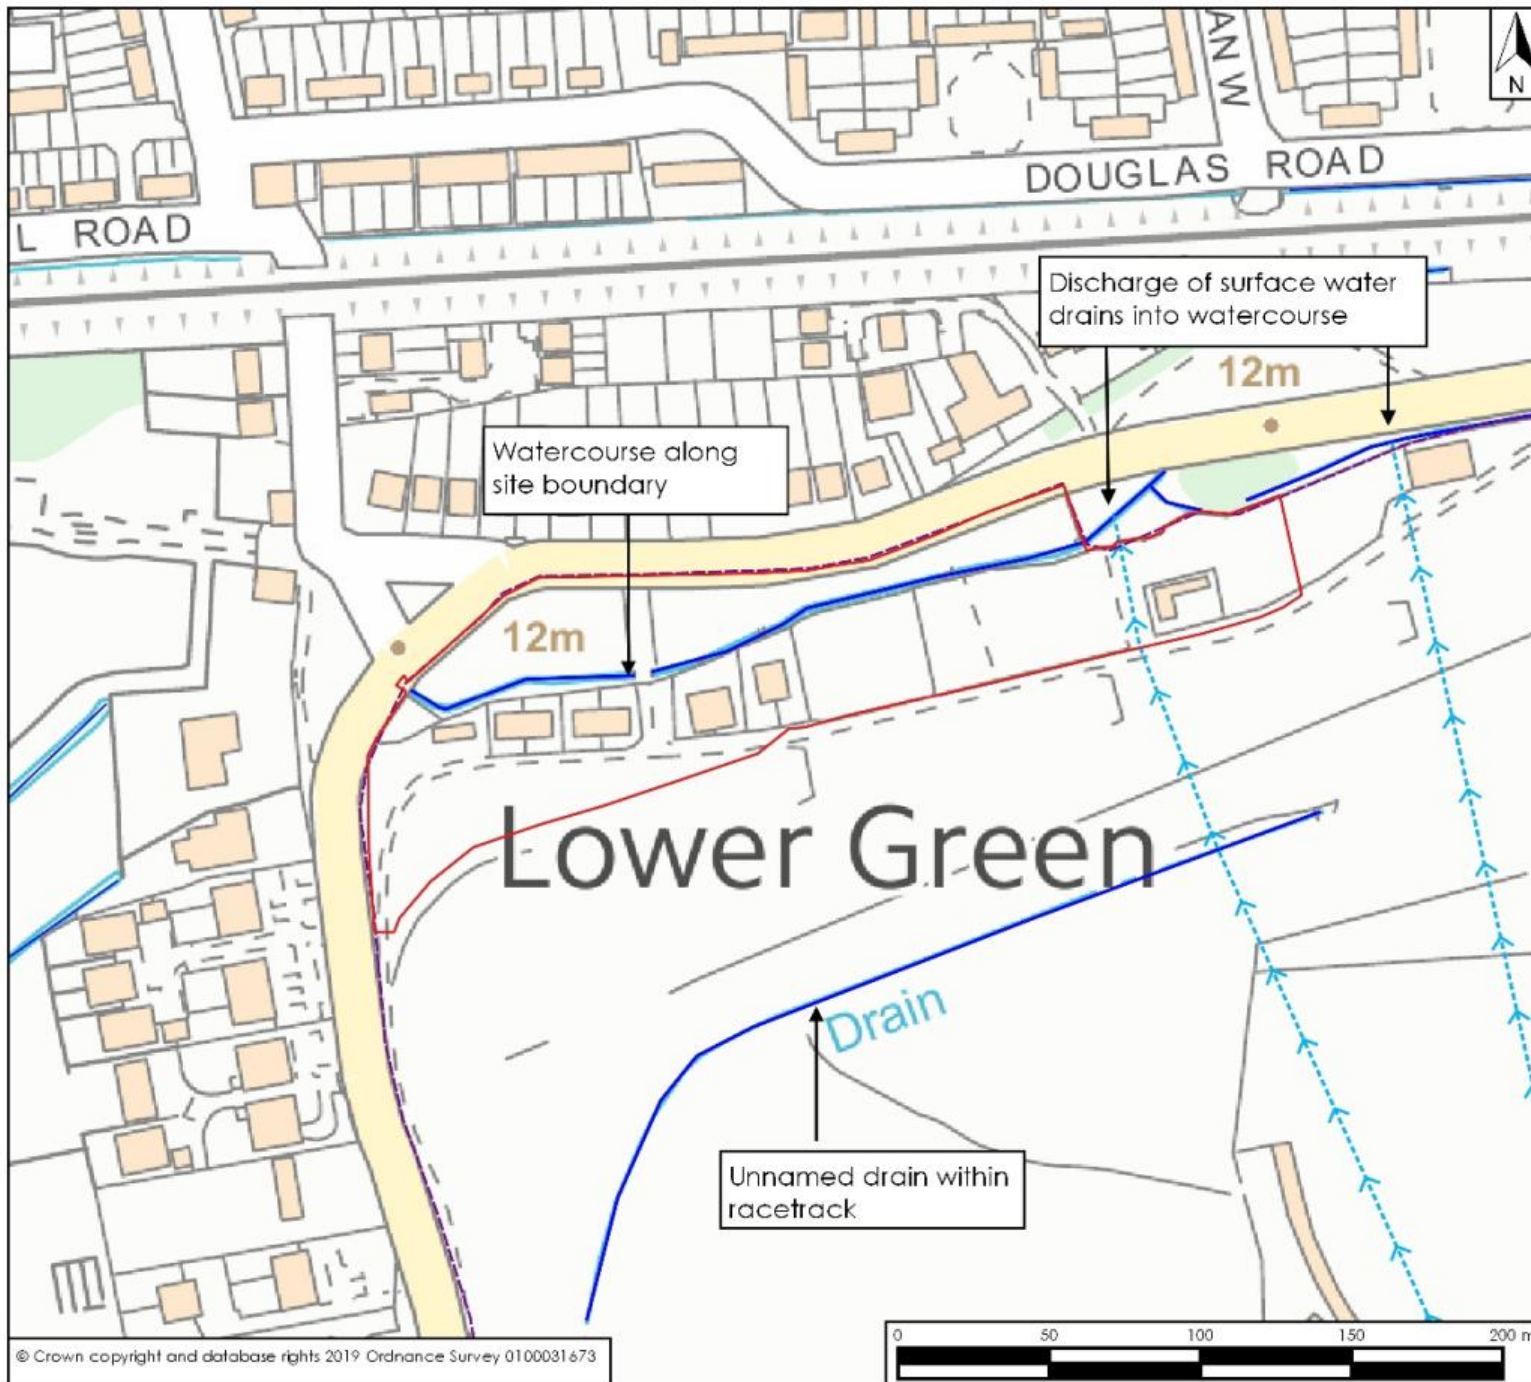 AN W
N
DOUGLAS ROAD
L ROAD
Discharge of surface water
drains into watercourse
12m
Watercourse along
site boundary
12m
Lower Green
Drain
Unnamed drain within
racetrack
0 50 100 150 200 m
© Crown copyright and database rights 2019 Ordnance Survey 0100031673